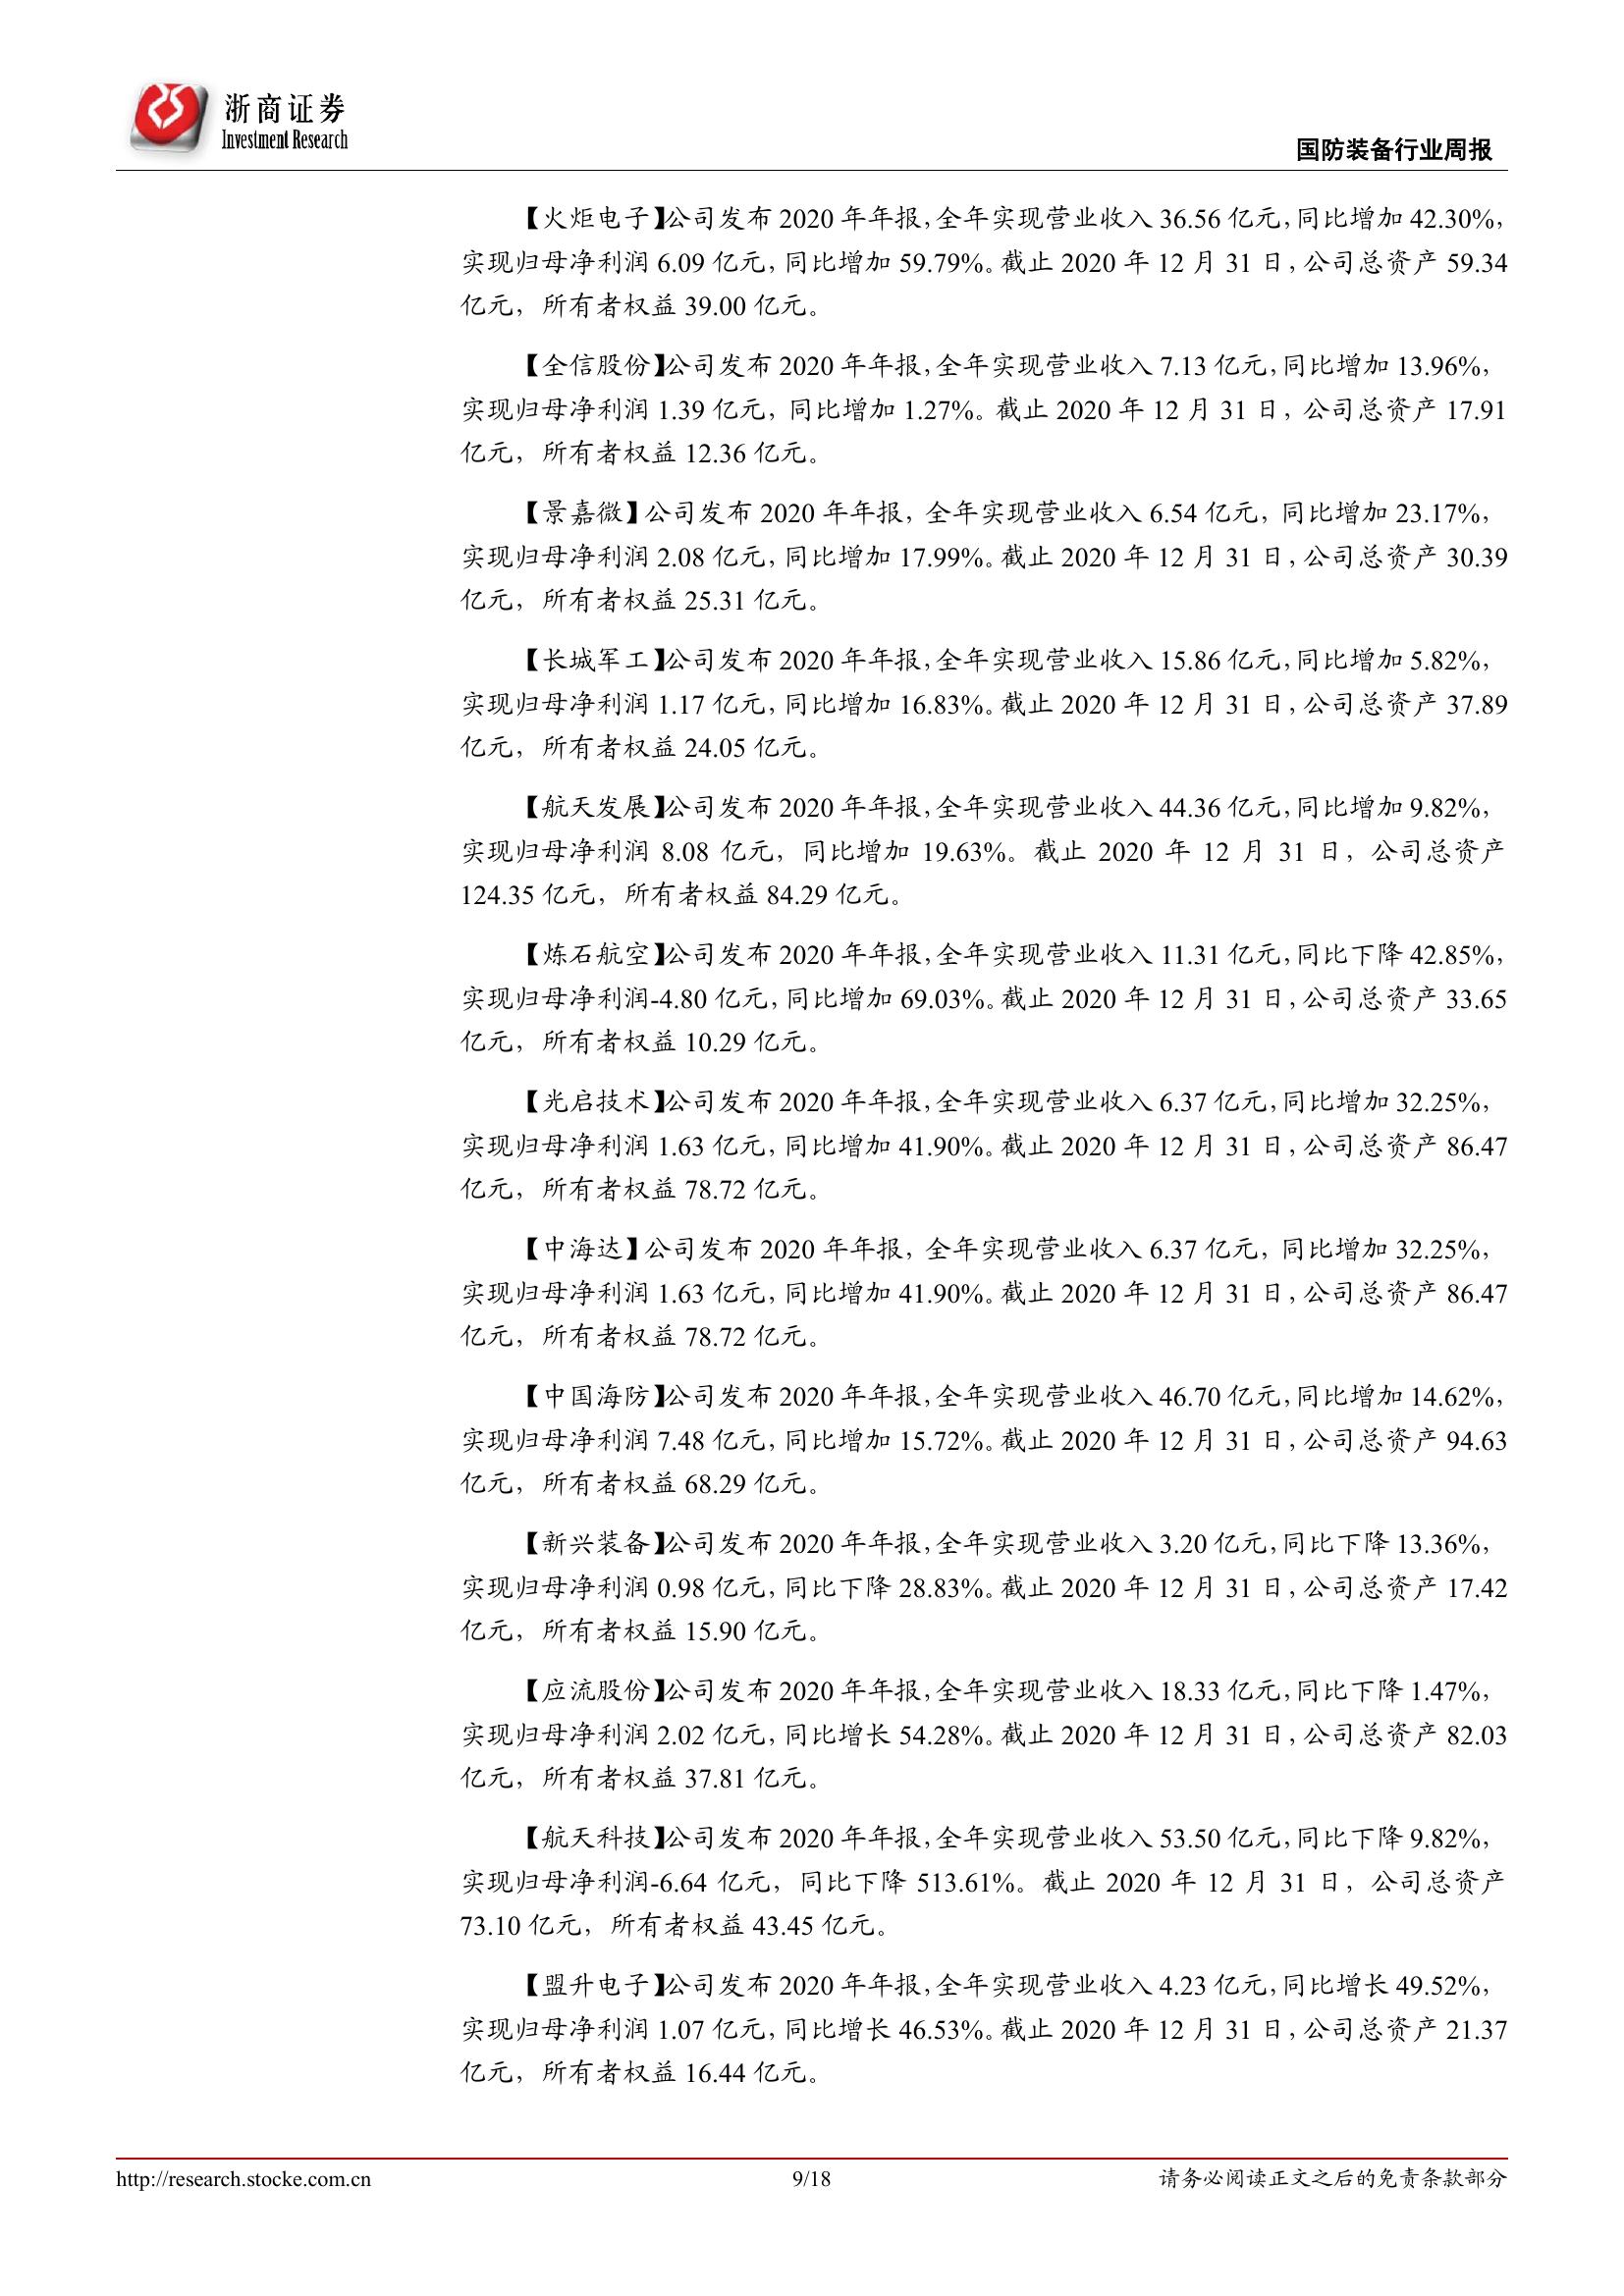 浙商证券
Investment Research
国防装备行业周报
【火炬电子】公司发布 2020 年年报，全年实现营业收入 36.56 亿元，同比增加 42.30%，
实现归母净利润 6.09 亿元，同比增加 59.79%。截止 2020 年 12 月 31 日，公司总资产 59.34
亿元，所有者权益 39.00 亿元。
【全信股份】公司发布 2020 年年报，全年实现营业收入 7.13 亿元，同比增加 13.96%，
实现归母净利润 1.39 亿元，同比增加 1.27%。截止 2020 年 12 月 31 日，公司总资产 17.91
亿元，所有者权益 12.36 亿元。
【景嘉微】公司发布 2020 年年报，全年实现营业收入 6.54 亿元，同比增加 23.17%，
实现归母净利润 2.08 亿元，同比增加 17.99%。截止 2020 年 12 月 31 日，公司总资产 30.39
亿元，所有者权益 25.31 亿元。
【长城军工】公司发布 2020 年年报，全年实现营业收入 15.86 亿元，同比增加 5.82%，
实现归母净利润 1.17 亿元，同比增加 16.83%。截止 2020 年 12 月 31 日，公司总资产 37.89
亿元，所有者权益 24.05 亿元。
【航天发展】公司发布 2020 年年报，全年实现营业收入 44.36 亿元，同比增加 9.82%，
实现归母净利润 8.08 亿元，同比增加 19.63%。截止 2020 年 12 月 31 日，公司总资产
124.35 亿元，所有者权益 84.29 亿元。
【炼石航空】公司发布 2020 年年报，全年实现营业收入 11.31 亿元，同比下降 42.85%，
实现归母净利润-4.80 亿元，同比增加 69.03%。截止 2020 年 12 月 31 日，公司总资产 33.65
亿元，所有者权益 10.29 亿元。
【光启技术】公司发布 2020 年年报，全年实现营业收入 6.37 亿元，同比增加 32.25%，
实现归母净利润 1.63 亿元，同比增加 41.90%。截止 2020 年 12 月 31 日，公司总资产 86.47
亿元，所有者权益 78.72 亿元。
【中海达】公司发布 2020 年年报，全年实现营业收入 6.37 亿元，同比增加 32.25%，
实现归母净利润 1.63 亿元，同比增加 41.90%。截止 2020 年 12 月 31 日，公司总资产 86.47
亿元，所有者权益 78.72 亿元。
【中国海防】公司发布 2020 年年报，全年实现营业收入 46.70 亿元，同比增加 14.62%，
实现归母净利润 7.48 亿元，同比增加 15.72%。截止 2020 年 12 月 31 日，公司总资产 94.63
亿元，所有者权益 68.29 亿元。
【新兴装备】公司发布 2020 年年报，全年实现营业收入 3.20 亿元，同比下降 13.36%，
实现归母净利润 0.98 亿元，同比下降 28.83%。截止 2020 年 12 月 31 日，公司总资产 17.42
亿元，所有者权益 15.90 亿元。
【应流股份】公司发布 2020 年年报，全年实现营业收入 18.33 亿元，同比下降 1.47%，
实现归母净利润 2.02 亿元，同比增长 54.28%。截止 2020 年 12 月 31 日，公司总资产 82.03
亿元，所有者权益 37.81 亿元。
【航天科技】公司发布 2020 年年报，全年实现营业收入 53.50 亿元，同比下降 9.82%，
实现归母净利润-6.64 亿元，同比下降 513.61%。截止 2020 年 12 月 31 日，公司总资产
73.10 亿元，所有者权益 43.45 亿元。
【盟升电子】公司发布 2020 年年报，全年实现营业收入 4.23 亿元，同比增长 49.52%，
实现归母净利润 1.07 亿元，同比增长 46.53%。截止 2020 年 12 月 31 日，公司总资产 21.37
亿元，所有者权益 16.44 亿元。
http://research.stocke.com.cn
9/18
请务必阅读正文之后的免责条款部分